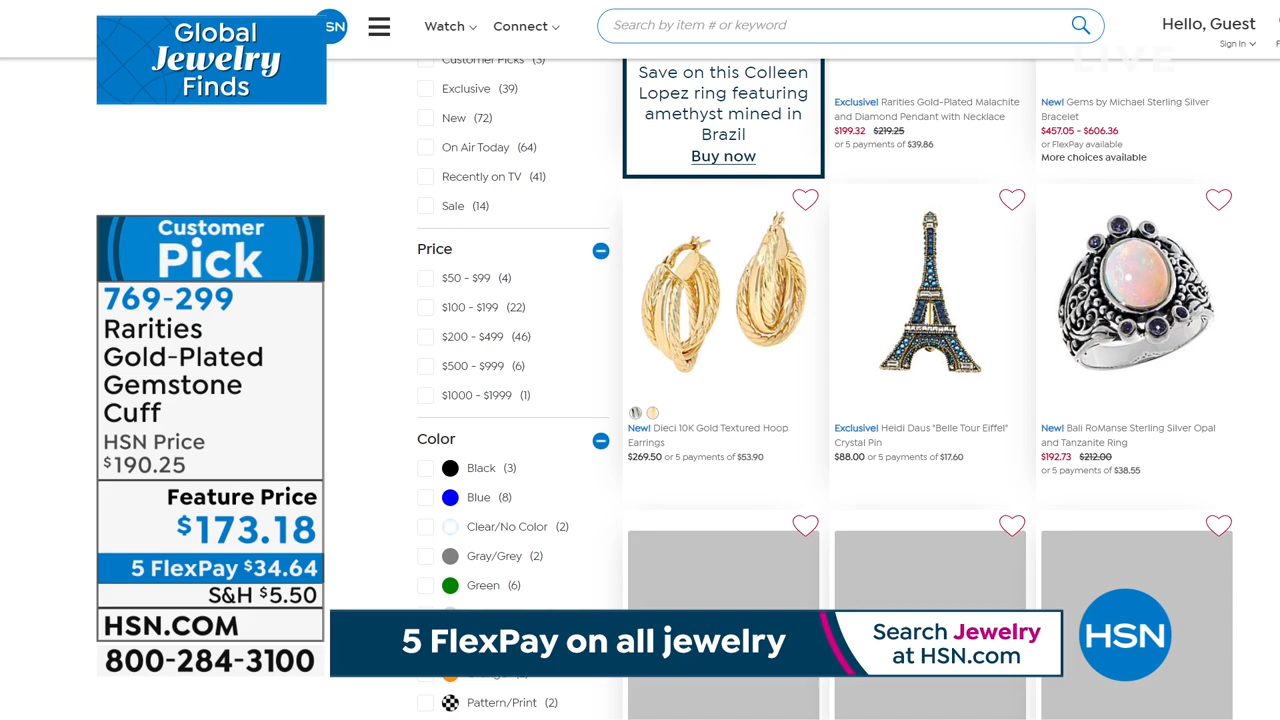 Global
Jewelry
Finds
SN
Watch
Connect
Search by item # or keyword
Hello, Guest
Sign In
LIVE
Customer
Pick
769-299
Rarities
Gold-Plated
Gemstone
Cuff
HSN Price
$190.25
Feature Price
$173.18
5 FlexPay $34.64
S&H $5.50
HSN.COM
800-284-3100
Customer Picks (3)
Exclusive (39)
New (72)
On Air Today (64)
Recently on TV (41)
Sale (14)
Price
$50 - $99 (4)
$100 - $199 (22)
$200 - $499 (46)
$500 - $999 (6)
$1000 - $1999 (1)
Color
Black (3)
Blue (8)
Clear/No Color (2)
Gray/Grey (2)
Green (6)
Pattern/Print (2)
Save on this Colleen
Lopez ring featuring
amethyst mined in
Brazil
Buy now
Exclusive! Rarities Gold-Plated Malachite
and Diamond Pendant with Necklace
$199.32 $219.25
or 5 payments of $39.86
New! Gems by Michael Sterling Silver
Bracelet
$457.05 - $606.36
or FlexPay available
More choices available
New! Dieci 10K Gold Textured Hoop
Earrings
$269.50 or 5 payments of $53.90
Exclusive! Heidi Daus "Belle Tour Eiffel"
Crystal Pin
$88.00 or 5 payments of $17.60
New! Bali RoManse Sterling Silver Opal
and Tanzanite Ring
$192.73 $212.00
or 5 payments of $38.55
5 FlexPay on all jewelry
Search Jewelry
at HSN.com
HSN